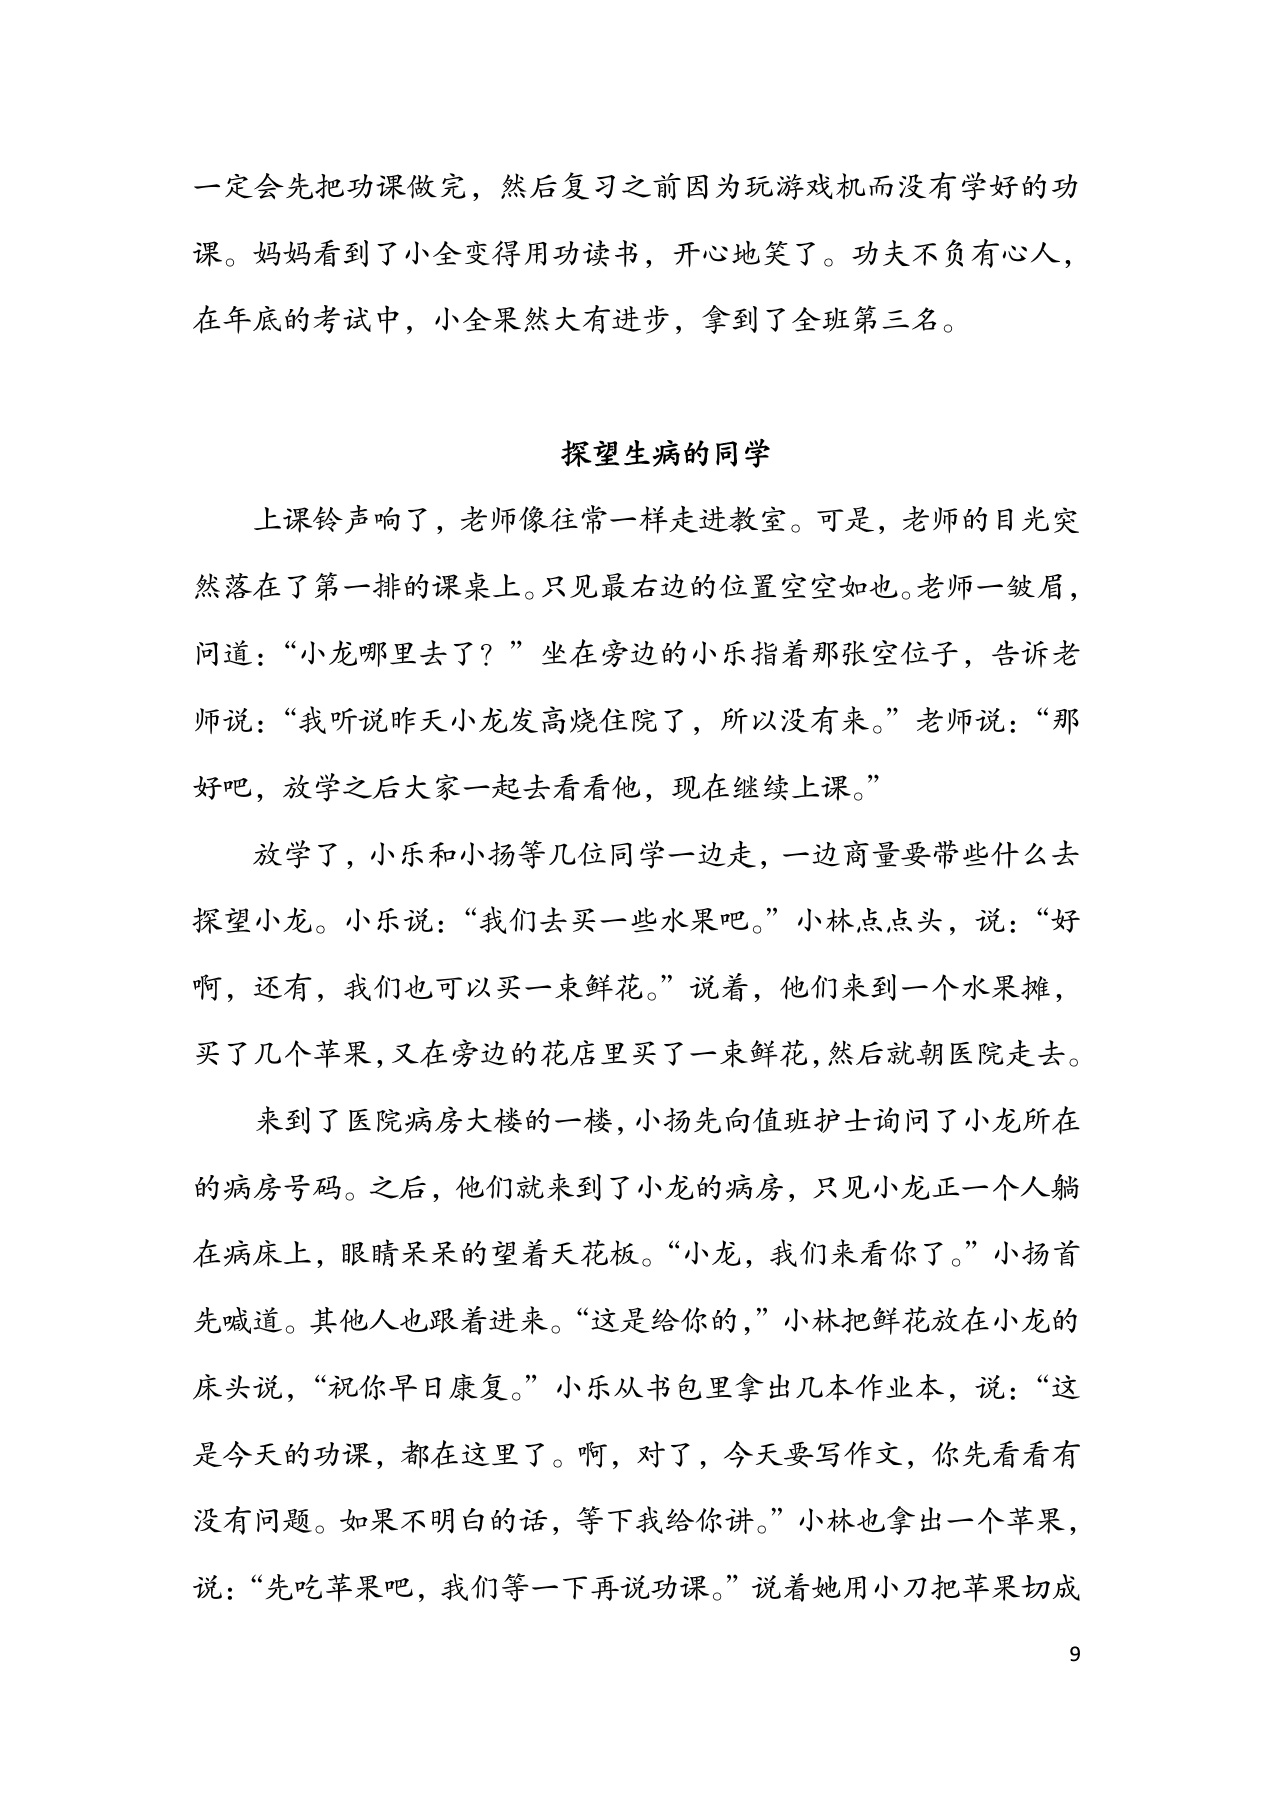 一定会先把功课做完，然后复习之前因为玩游戏机而没有学好的功
课。妈妈看到了小全变得用功读书，开心地笑了。功夫不负有心人，
在年底的考试中，小全果然大有进步，拿到了全班第三名。
探望生病的同学
上课铃声响了，老师像往常一样走进教室。可是，老师的目光突
然落在了第一排的课桌上。只见最右边的位置空空如也。老师一皱眉，
问道：“小龙哪里去了？”坐在旁边的小乐指着那张空位子，告诉老
师说：“我听说昨天小龙发高烧住院了，所以没有来。”老师说：“那
好吧，放学之后大家一起去看看他，现在继续上课。”
放学了，小乐和小扬等几位同学一边走，一边商量要带些什么去
探望小龙。小乐说：“我们去买一些水果吧。”小林点点头，说：“好
啊，还有，我们也可以买一束鲜花。”说着，他们来到一个水果摊，
买了几个苹果，又在旁边的花店里买了一束鲜花，然后就朝医院走去。
来到了医院病房大楼的一楼，小扬先向值班护士询问了小龙所在
的病房号码。之后，他们就来到了小龙的病房，只见小龙正一个人躺
在病床上，眼睛呆呆的望着天花板。“小龙，我们来看你了。”小扬首
先喊道。其他人也跟着进来。“这是给你的，”小林把鲜花放在小龙的
床头说，“祝你早日康复。”小乐从书包里拿出几本作业本，说：“这
是今天的功课，都在这里了。啊，对了，今天要写作文，你先看看有
没有问题。如果不明白的话，等下我给你讲。”小林也拿出一个苹果，
说：“先吃苹果吧，我们等一下再说功课。”说着她用小刀把苹果切成
9